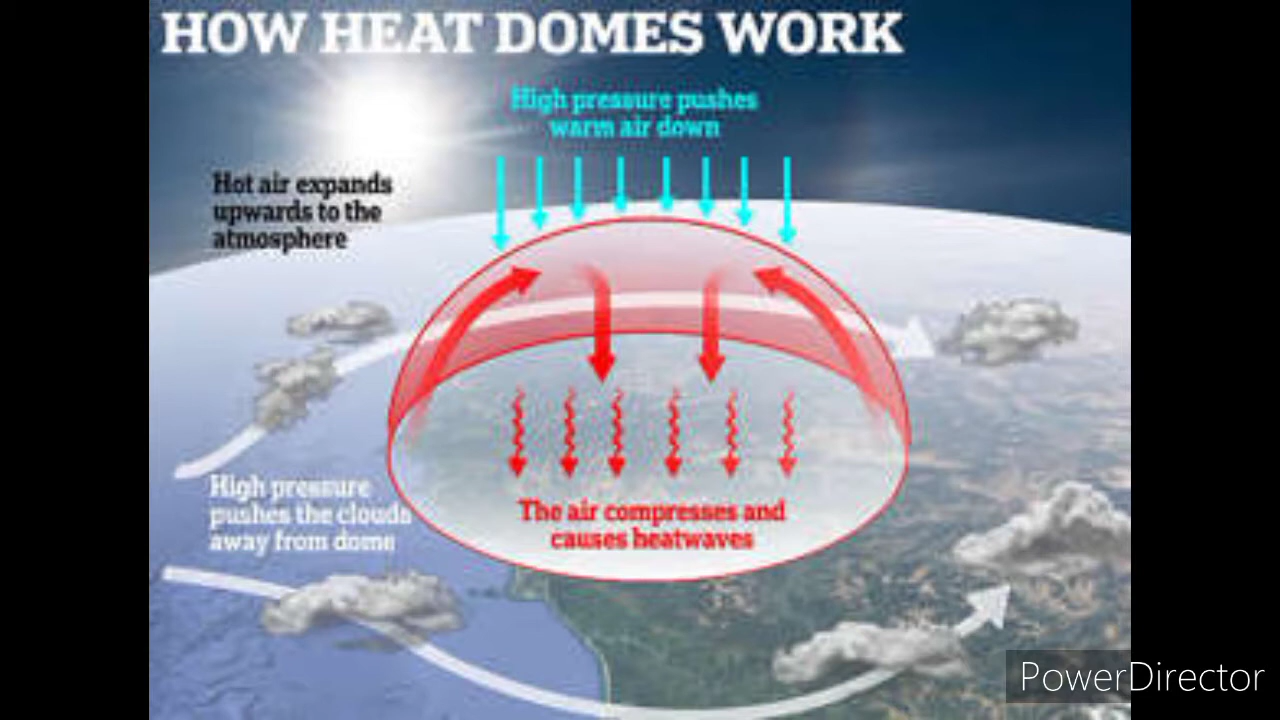 HOW HEAT DOMES WORK
High pressure pushes
warm air down
Hot air expands
upwards to the
atmosphere
High pressure
pushes the clouds
away from dome
The air compresses and
causes heatwaves
PowerDirector